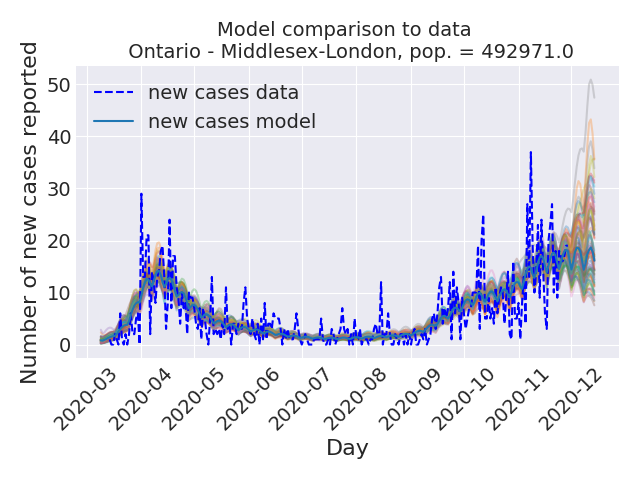 Model comparison to data
Ontario - Middlesex-London, pop. = 492971.0
Number of new cases reported
50
40
30
20
10
0
new cases data
new cases model
2020-03
2020-04
2020-05
2020-06
2020-07
2020-08
2020-09
2020-10
2020-11
2020-12
Day